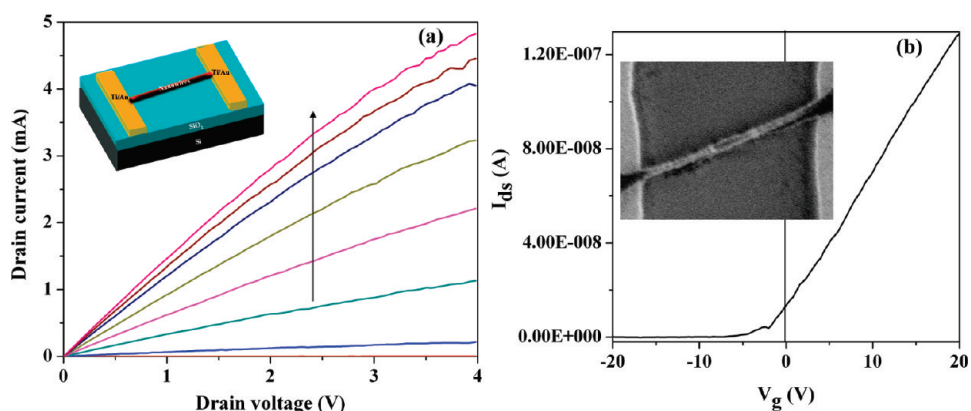 (a)
5
4
3
2
1
0
Drain current (mA)
0 1 2 3 4
Drain voltage (V)
Ti/Au
Nanowire
Ti/Au
SiO2
Si
(b)
1.20E-007
8.00E-008
4.00E-008
0.00E+000
Ids (A)
-20 -10 0 10 20
Vg (V)